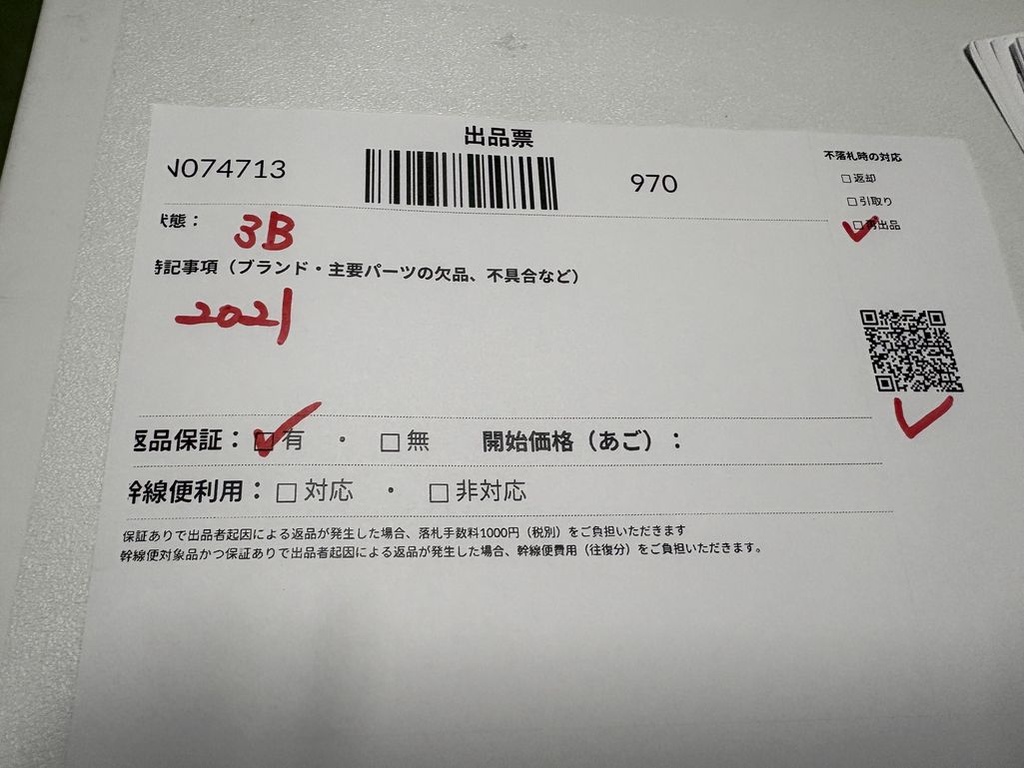 出品票
N074713 970
不落札時の対応
□返却
□引取り
□再出品
状態： 3B
特記事項（ブランド・主要パーツの欠品、不具合など）
2021
返品保証：□有 ・ □無 開始価格（あご）：
幹線便利用：□対応 ・ □非対応
保証ありで出品者起因による返品が発生した場合、落札手数料1000円（税別）をご負担いただきます
幹線便対象品かつ保証ありで出品者起因による返品が発生した場合、幹線便費用（往復分）をご負担いただきます。